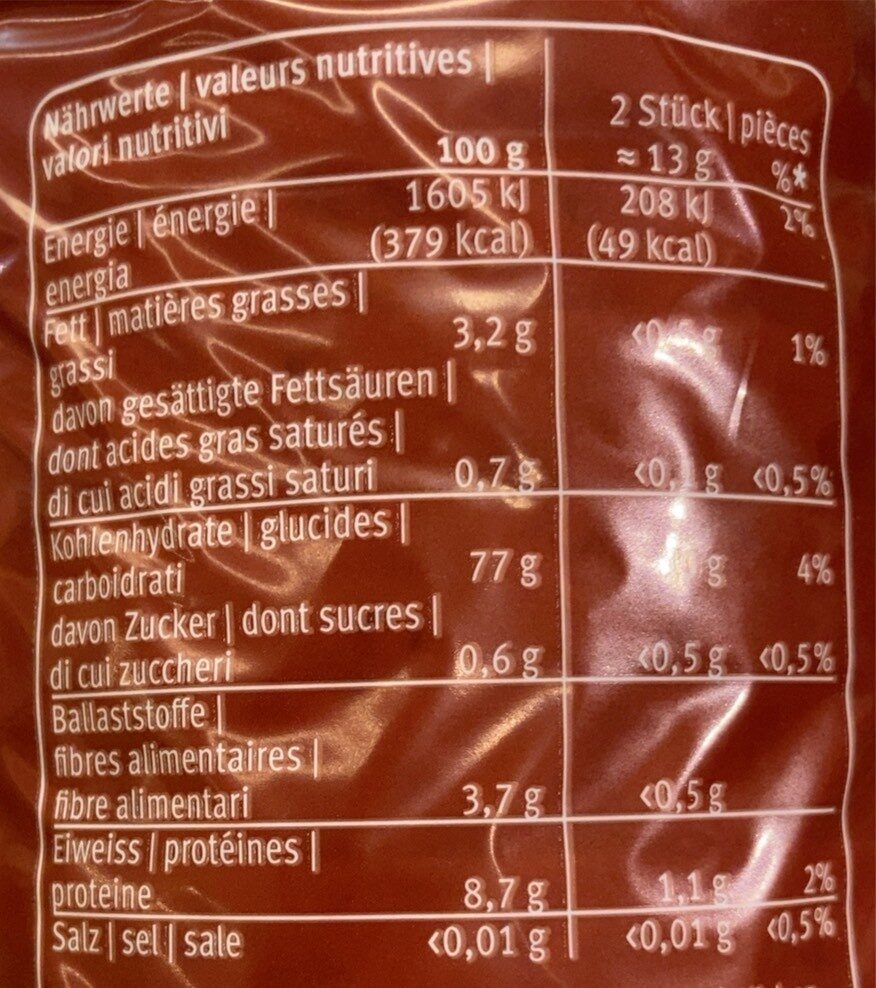 Nährwerte | valeurs nutritives |
valori nutritivi
2 Stück | pièces
100 g ≈ 13 g %*
Energie | énergie | 1605 kJ 208 kJ 2%
energia (379 kcal) (49 kcal)
Fett | matières grasses |
grassi 3,2 g <0,5 g 1%
davon gesättigte Fettsäuren |
dont acides gras saturés |
di cui acidi grassi saturi 0,7 g g <0,5%
Kohlenhydrate | glucides |
carboidrati 77 g g 4%
davon Zucker | dont sucres |
di cui zuccheri 0,6 g <0,5 g <0,5%
Ballaststoffe |
fibres alimentaires |
fibre alimentari 3,7 g <0,5 g
Eiweiss | protéines |
proteine 8,7 g 1,1 g 2%
Salz | sel | sale <0,01 g <0,01 g <0,5%